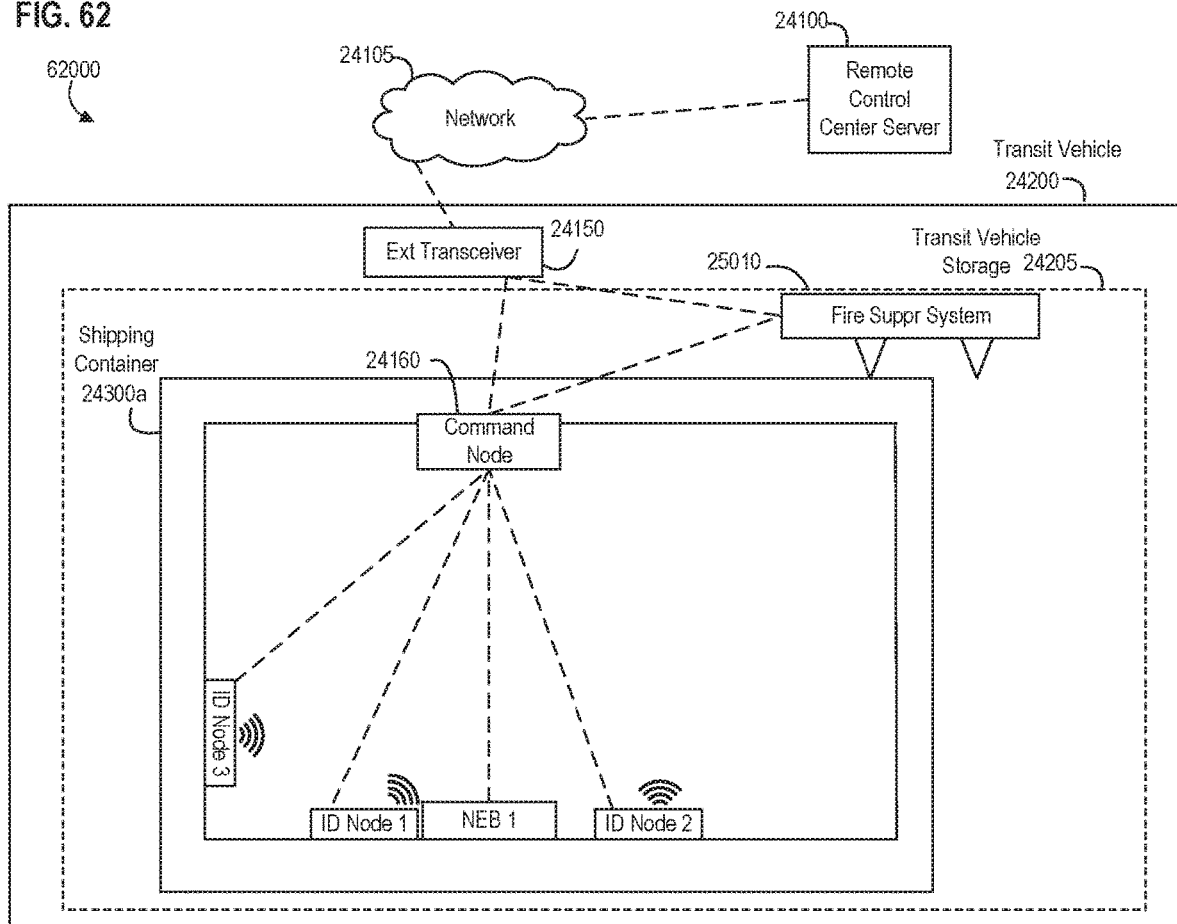 FIG. 62
62000
24105
Network
24100
Remote
Control
Center Server
Transit Vehicle
24200
Ext Transceiver
24150
25010
Transit Vehicle
Storage 24205
Fire Suppr System
Shipping
Container
24300a
24160
Command
Node
ID Node 3
ID Node 1
NEB 1
ID Node 2